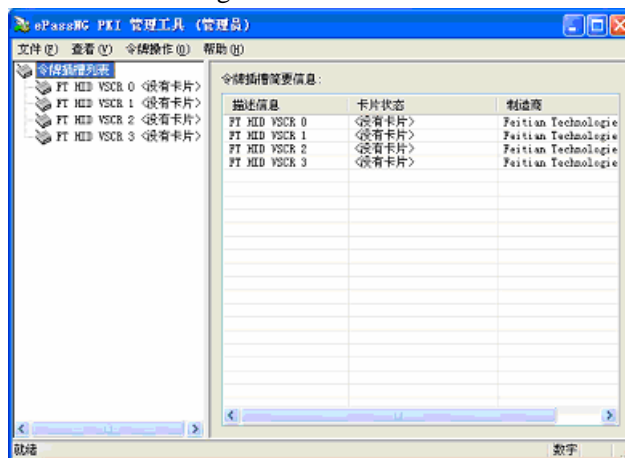 ePassNG PKI 管理工具 (管理员)
文件(F) 查看(V) 令牌操作(O) 帮助(H)
令牌插槽列表
FT HID VSCR 0 <没有卡片>
FT HID VSCR 1 <没有卡片>
FT HID VSCR 2 <没有卡片>
FT HID VSCR 3 <没有卡片>
令牌插槽简要信息:
描述信息 卡片状态 制造商
FT HID VSCR 0 <没有卡片> Feitian Technologie
FT HID VSCR 1 <没有卡片> Feitian Technologie
FT HID VSCR 2 <没有卡片> Feitian Technologie
FT HID VSCR 3 <没有卡片> Feitian Technologie
就绪 数字